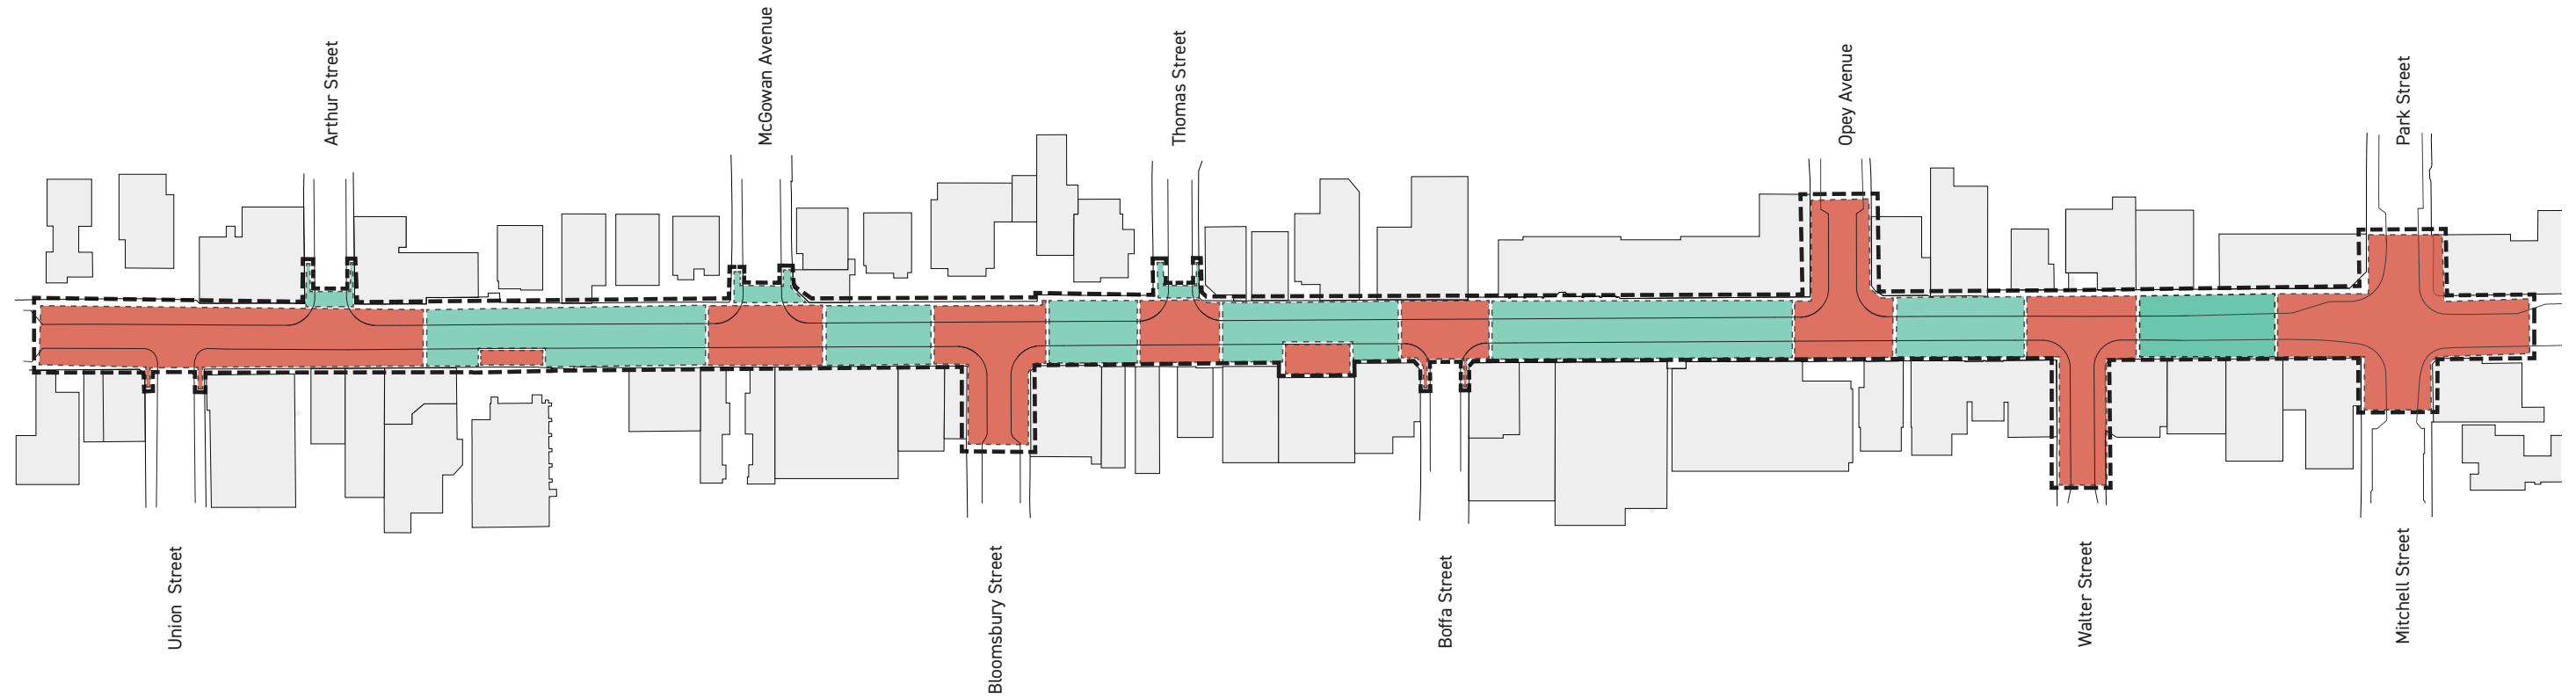 Arthur Street
McGowan Avenue
Thomas Street
Opey Avenue
Park Street
Union Street
Bloomsbury Street
Boffa Street
Walter Street
Mitchell Street